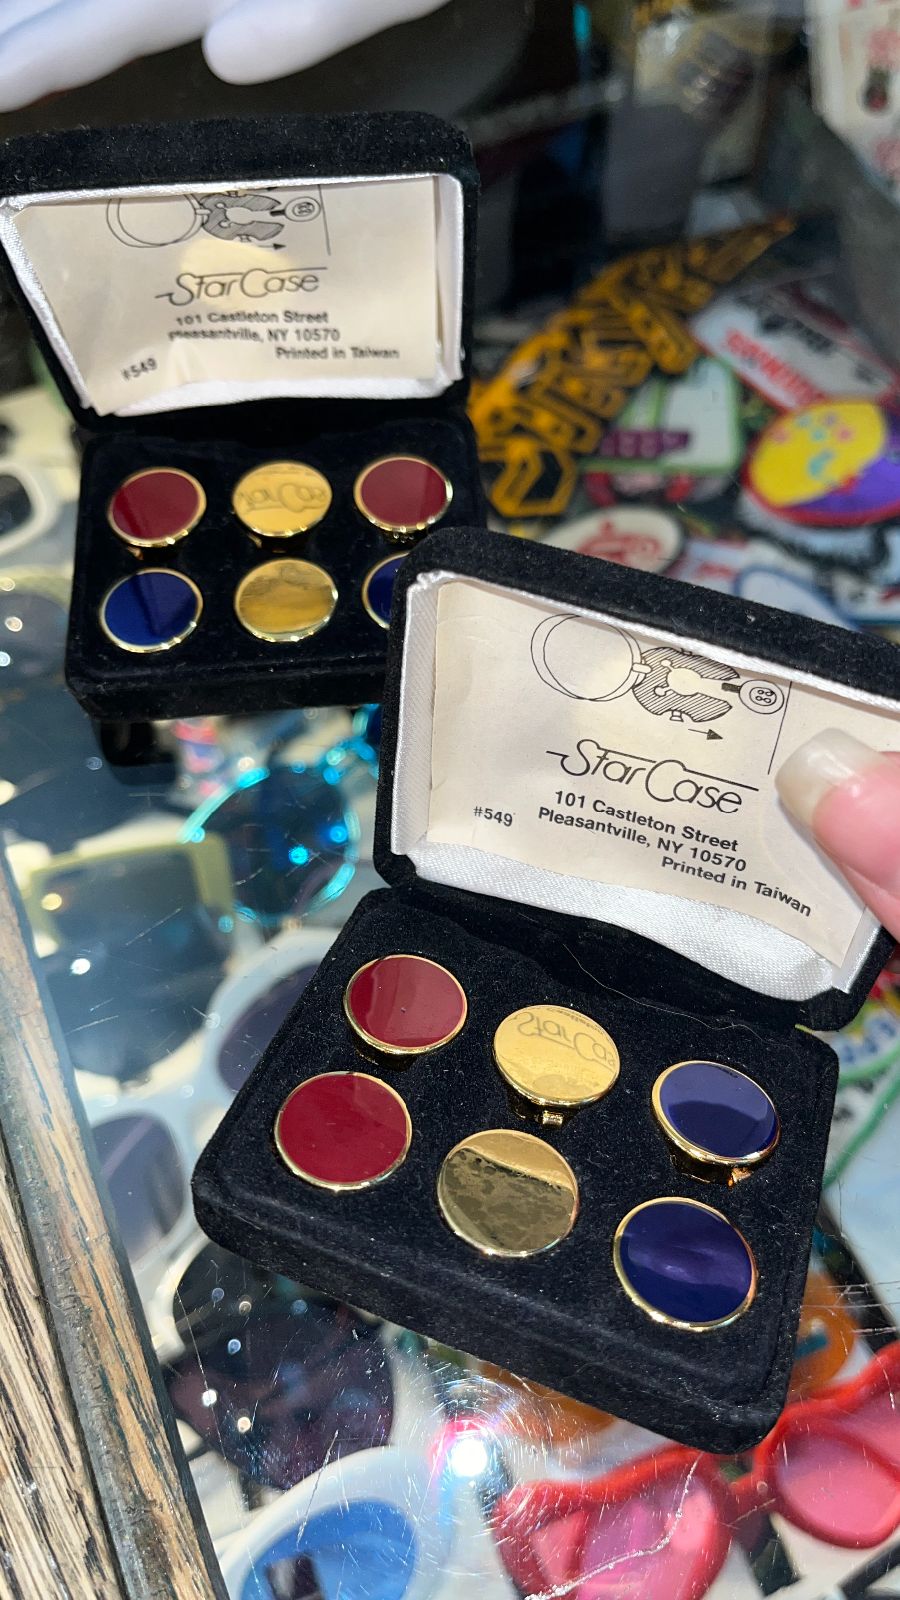 StarCase
101 Castleton Street
Pleasantville, NY 10570
Printed in Taiwan
#549
StarCase
101 Castleton Street
Pleasantville, NY 10570
#549
Printed in Taiwan